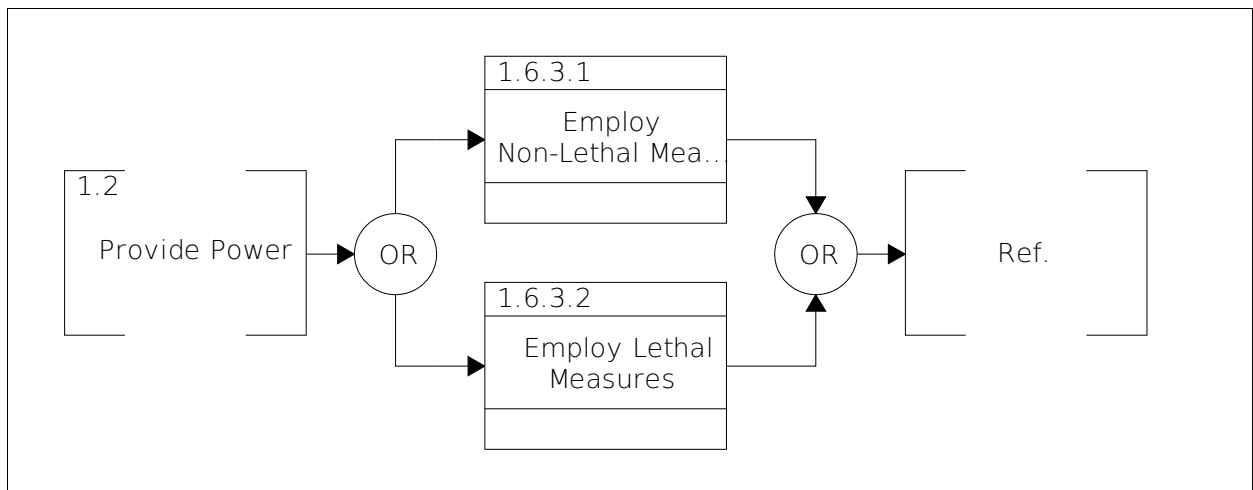 1.2
Provide Power
OR
1.6.3.1
Employ
Non-Lethal Mea...
1.6.3.2
Employ Lethal
Measures
OR
Ref.